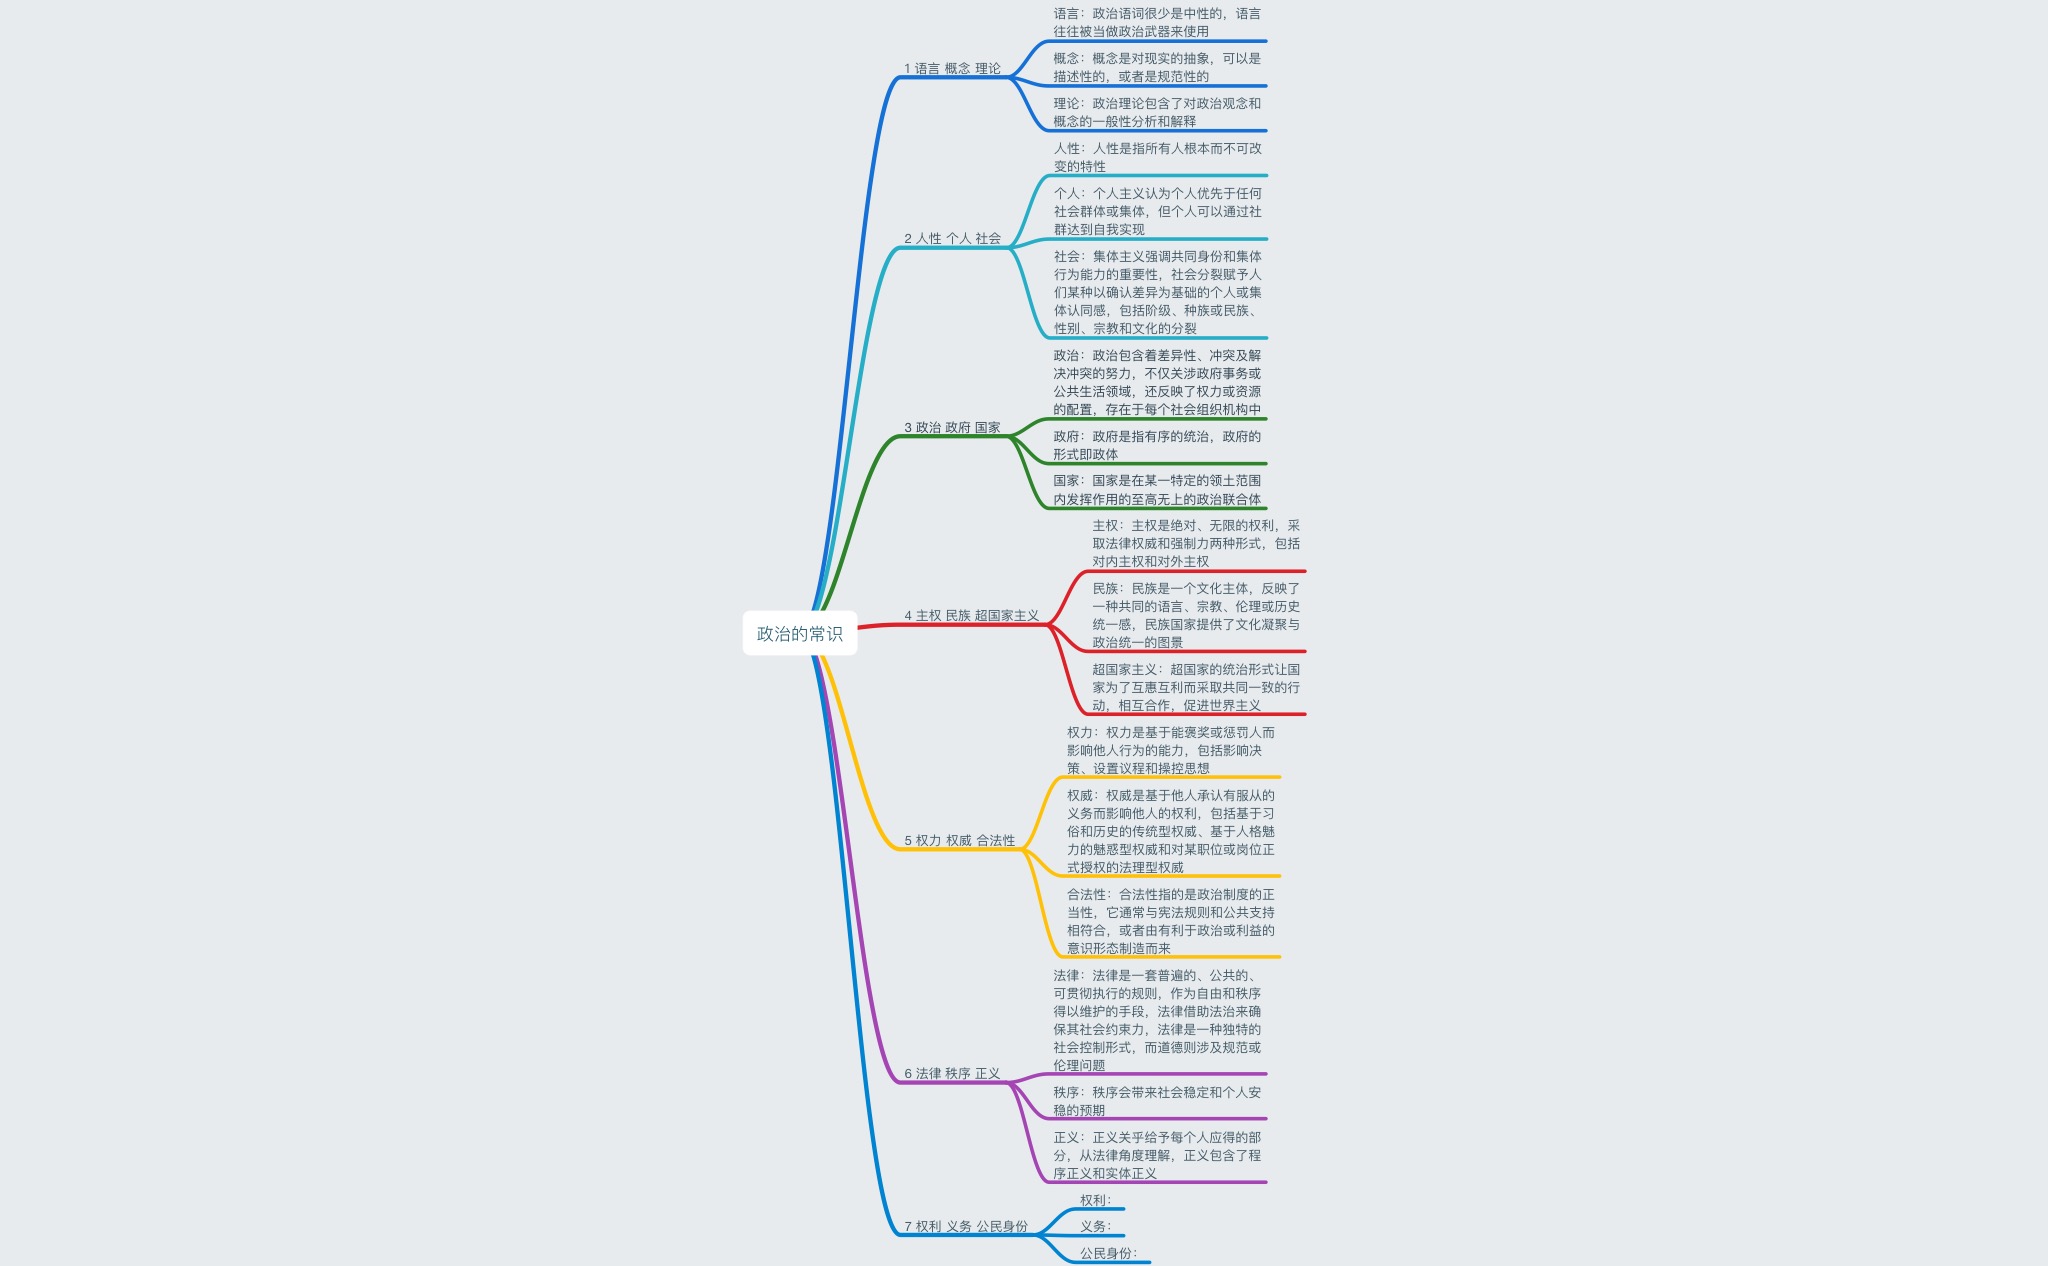 政治的常识
1 语言 概念 理论
语言：政治语词很少是中性的，语言
往往被当做政治武器来使用
概念：概念是对现实的抽象，可以是
描述性的，或者是规范性的
理论：政治理论包含了对政治观念和
概念的一般性分析和解释
2 人性 个人 社会
人性：人性是指所有人根本而不可改
变的特性
个人：个人主义认为个人优先于任何
社会群体或集体，但个人可以通过社
群达到自我实现
社会：集体主义强调共同身份和集体
行为能力的重要性，社会分裂赋予人
们某种以确认差异为基础的个人或集
体认同感，包括阶级、种族或民族、
性别、宗教和文化的分裂
3 政治 政府 国家
政治：政治包含着差异性、冲突及解
决冲突的努力，不仅关涉政府事务或
公共生活领域，还反映了权力或资源
的配置，存在于每个社会组织机构中
政府：政府是指有序的统治，政府的
形式即政体
国家：国家是在某一特定的领土范围
内发挥作用的至高无上的政治联合体
4 主权 民族 超国家主义
主权：主权是绝对、无限的权利，采
取法律权威和强制力两种形式，包括
对内主权和对外主权
民族：民族是一个文化主体，反映了
一种共同的语言、宗教、伦理或历史
统一感，民族国家提供了文化凝聚与
政治统一的图景
超国家主义：超国家的统治形式让国
家为了互惠互利而采取共同一致的行
动，相互合作，促进世界主义
5 权力 权威 合法性
权力：权力是基于能褒奖或惩罚人而
影响他人行为的能力，包括影响决
策、设置议程和操控思想
权威：权威是基于他人承认有服从的
义务而影响他人的权利，包括基于习
俗和历史的传统型权威、基于人格魅
力的魅惑型权威和对某职位或岗位正
式授权的法理型权威
合法性：合法性指的是政治制度的正
当性，它通常与宪法规则和公共支持
相符合，或者由有利于政治或利益的
意识形态制造而来
6 法律 秩序 正义
法律：法律是一套普遍的、公共的、
可贯彻执行的规则，作为自由和秩序
得以维护的手段，法律借助法治来确
保其社会约束力，法律是一种独特的
社会控制形式，而道德则涉及规范或
伦理问题
秩序：秩序会带来社会稳定和个人安
稳的预期
正义：正义关乎给予每个人应得的部
分，从法律角度理解，正义包含了程
序正义和实体正义
7 权利 义务 公民身份
权利：
义务：
公民身份：